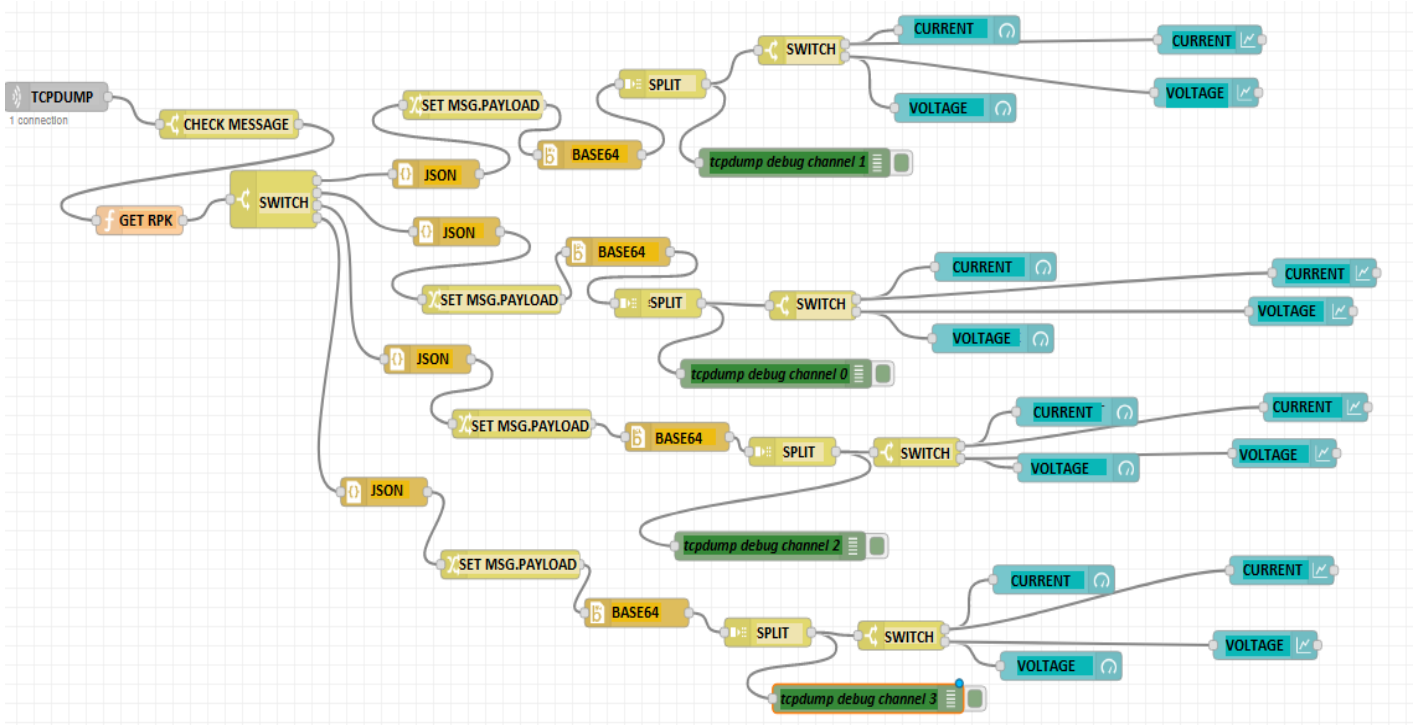 TCPDUMP
1 connection
CHECK MESSAGE
GET RPK
SWITCH
JSON
SET MSG.PAYLOAD
BASE64
SPLIT
tcpdump debug channel 1
SWITCH
CURRENT
VOLTAGE
CURRENT
VOLTAGE
JSON
SET MSG.PAYLOAD
BASE64
SPLIT
tcpdump debug channel 0
SWITCH
CURRENT
VOLTAGE
CURRENT
VOLTAGE
JSON
SET MSG.PAYLOAD
BASE64
SPLIT
tcpdump debug channel 2
SWITCH
CURRENT
VOLTAGE
CURRENT
VOLTAGE
JSON
SET MSG.PAYLOAD
BASE64
SPLIT
tcpdump debug channel 3
SWITCH
CURRENT
VOLTAGE
CURRENT
VOLTAGE